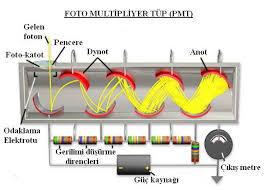 FOTO MULTİPLİYER TÜP (PMT)
Gelen
foton
Pencere
Foto-katot
Dynot
Anot
Odaklama
Elektrotu
Gerilimi düşürme
dirençleri
Güç kaynağı
Çıkış metre